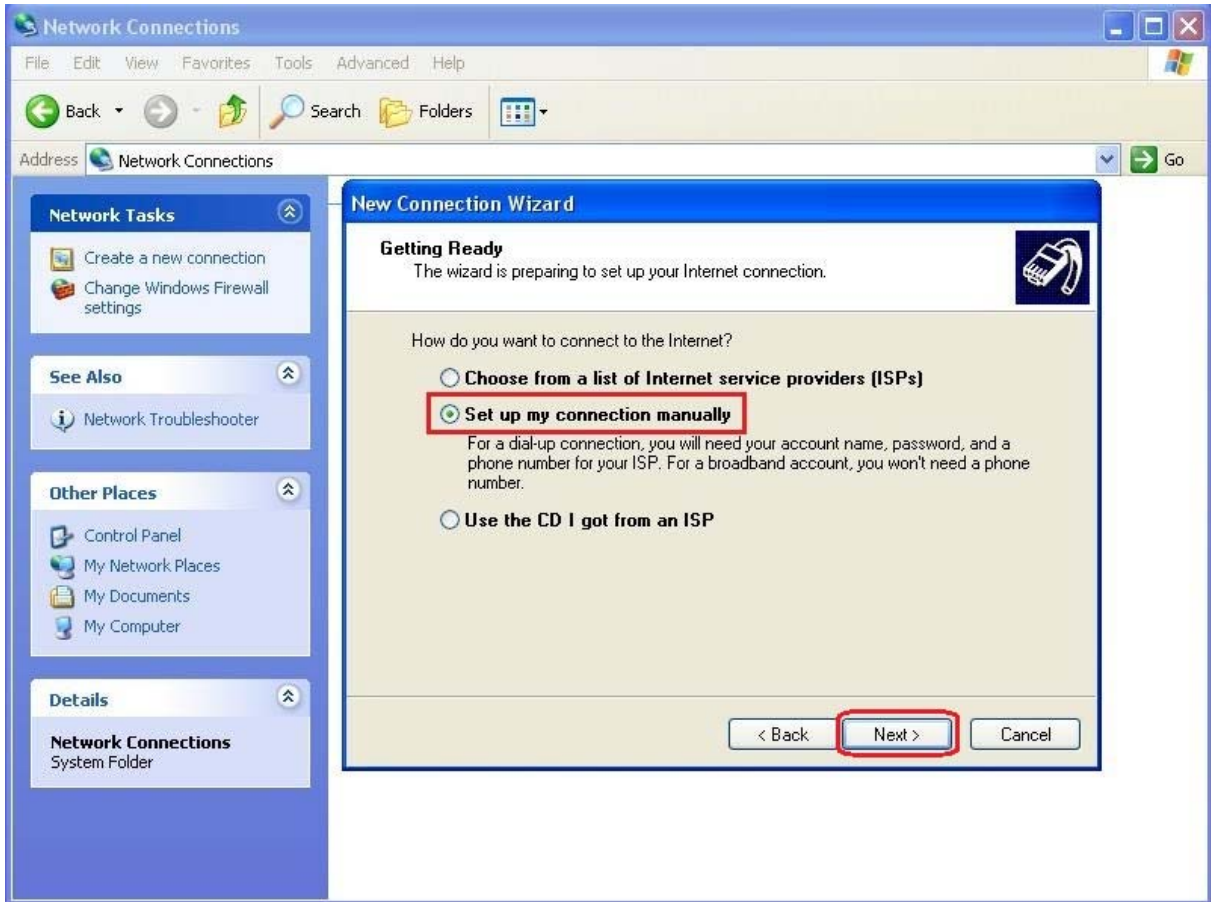 Network Connections
File Edit View Favorites Tools Advanced Help
Back Search Folders
Address Network Connections Go
Network Tasks
Create a new connection
Change Windows Firewall
settings
See Also
Network Troubleshooter
Other Places
Control Panel
My Network Places
My Documents
My Computer
Details
Network Connections
System Folder
New Connection Wizard
Getting Ready
The wizard is preparing to set up your Internet connection.
How do you want to connect to the Internet?
Choose from a list of Internet service providers (ISPs)
Set up my connection manually
For a dial-up connection, you will need your account name, password, and a
phone number for your ISP. For a broadband account, you won't need a phone
number.
Use the CD I got from an ISP
< Back Next > Cancel